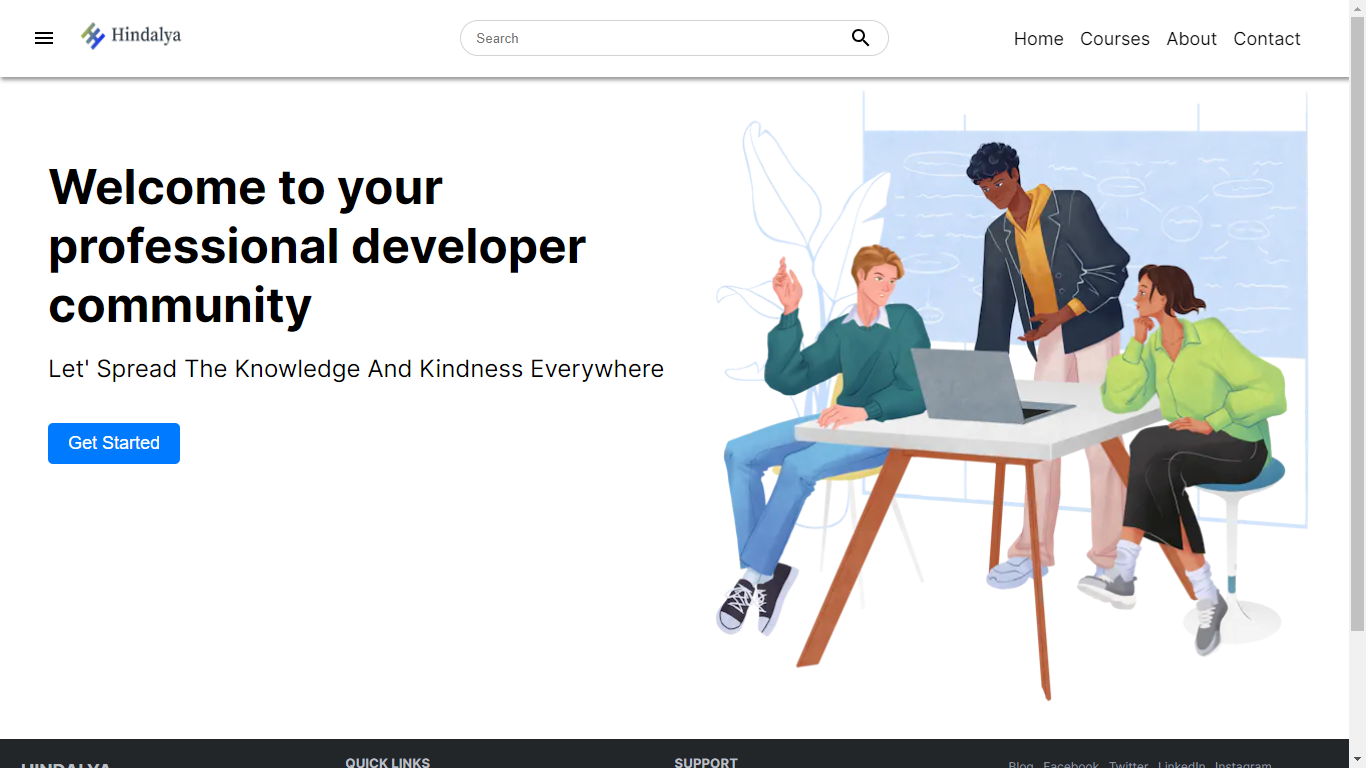 Hindalya
Search
Home Courses About Contact
Welcome to your
professional developer
community
Let' Spread The Knowledge And Kindness Everywhere
Get Started
HINDALYA
QUICK LINKS
SUPPORT
Blog Facebook Twitter LinkedIn Instagram